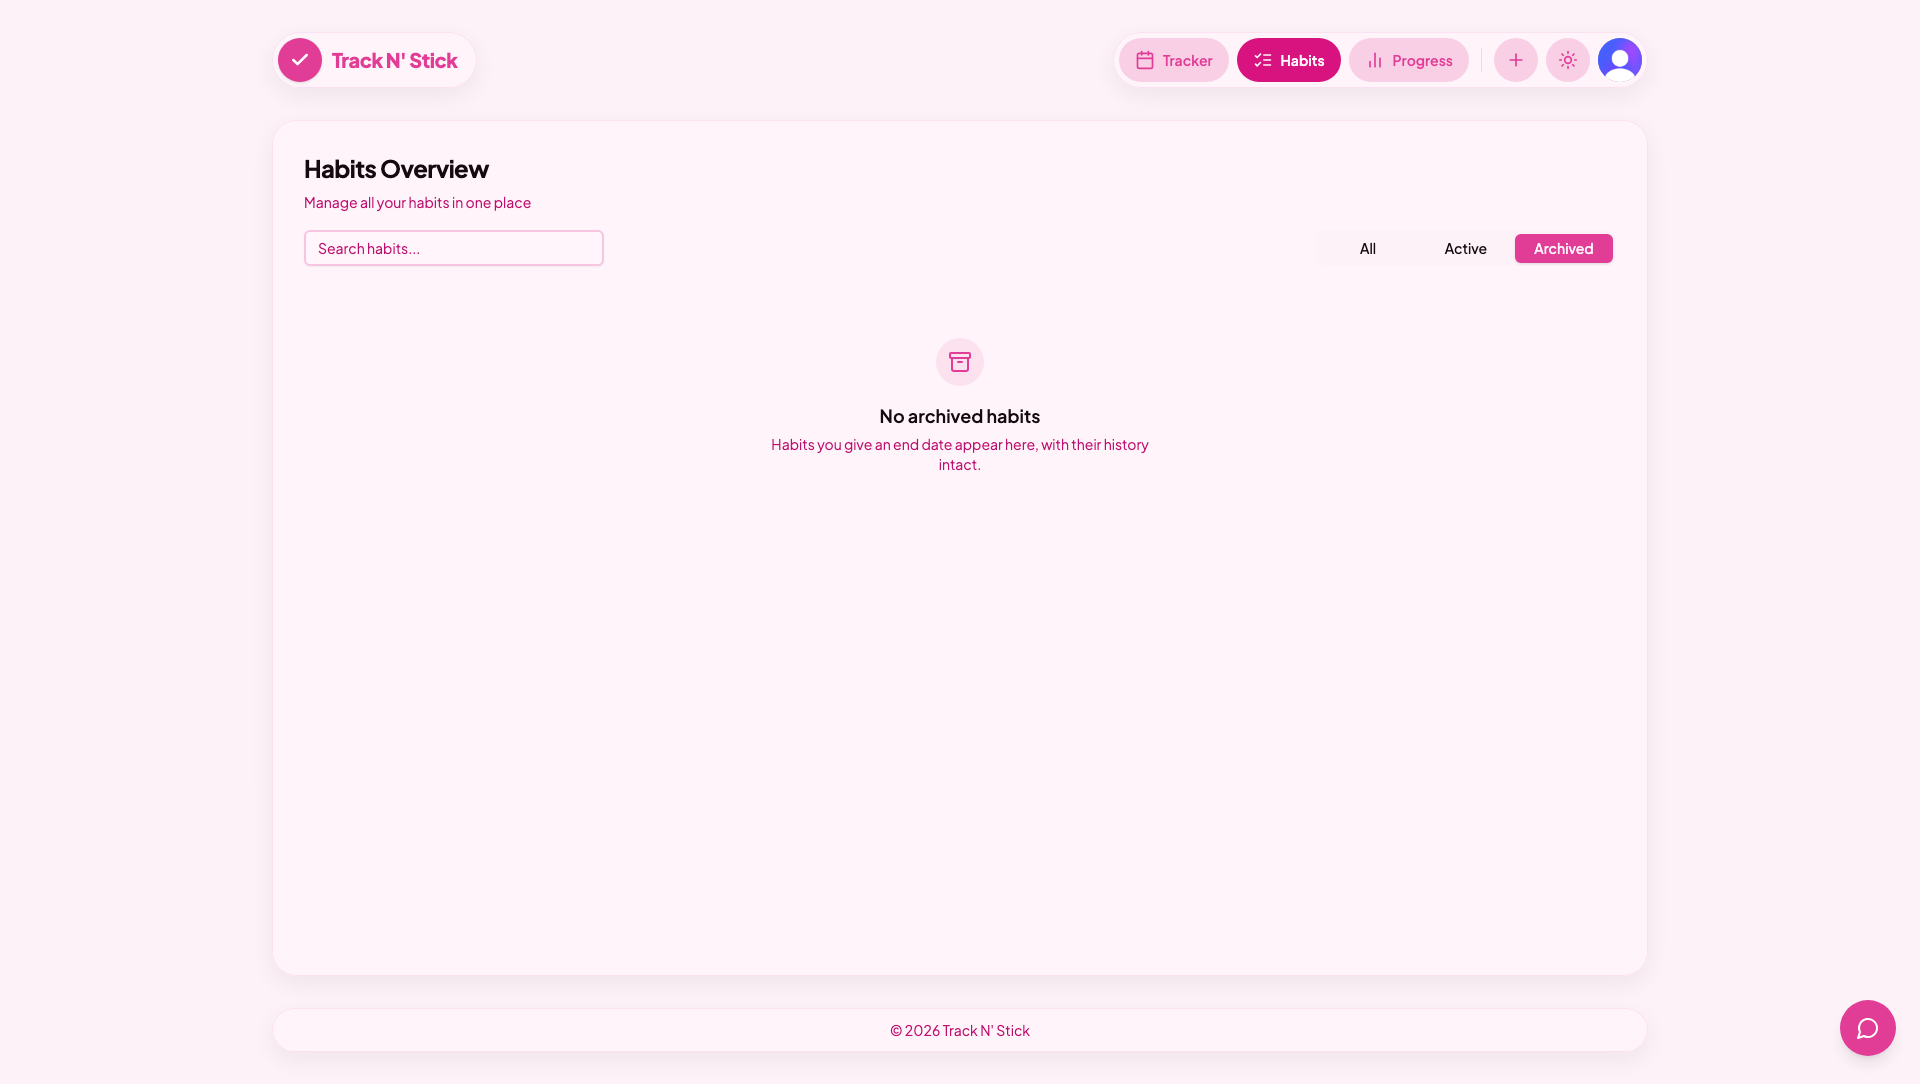 Track N' Stick
Tracker
Habits
Progress
Habits Overview
Manage all your habits in one place
Search habits...
All
Active
Archived
No archived habits
Habits you give an end date appear here, with their history
intact.
© 2026 Track N' Stick